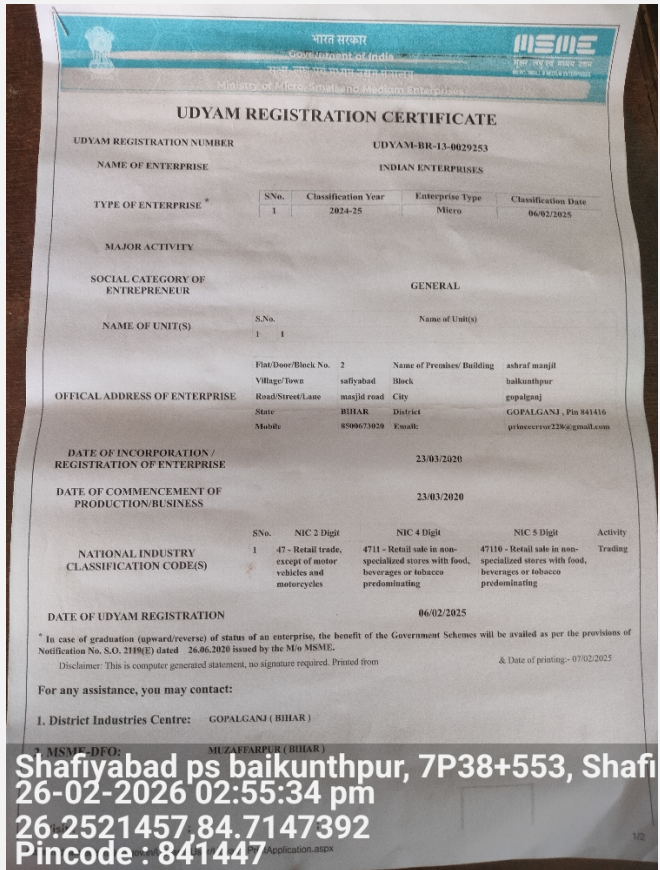 भारत सरकार
Government of India
Ministry of Micro, Small and Medium Enterprises
MSME
MICRO, SMALL & MEDIUM ENTERPRISES
UDYAM REGISTRATION CERTIFICATE
UDYAM REGISTRATION NUMBER UDYAM-BR-13-0029253
NAME OF ENTERPRISE INDIAN ENTERPRISES
TYPE OF ENTERPRISE *
SNo. Classification Year Enterprise Type Classification Date
1 2024-25 Micro 06/02/2025
MAJOR ACTIVITY
SOCIAL CATEGORY OF ENTREPRENEUR GENERAL
NAME OF UNIT(S)
S.No. Name of Unit(s)
1 1
OFFICAL ADDRESS OF ENTERPRISE
Flat/Door/Block No. 2 Name of Premises/ Building ashraf manjil
Village/Town safiyabad Block baikunthpur
Road/Street/Lane masjid road City gopalganj
State BIHAR District GOPALGANJ , Pin 841416
Mobile 8500673020 Email:
DATE OF INCORPORATION / REGISTRATION OF ENTERPRISE 23/03/2020
DATE OF COMMENCEMENT OF PRODUCTION/BUSINESS 23/03/2020
NATIONAL INDUSTRY CLASSIFICATION CODE(S)
SNo. NIC 2 Digit NIC 4 Digit NIC 5 Digit Activity
1 47 - Retail trade, 4711 - Retail sale in non- 47110 - Retail sale in non- Trading
except of motor specialized stores with food, specialized stores with food,
vehicles and beverages or tobacco beverages or tobacco
motorcycles predominating predominating
DATE OF UDYAM REGISTRATION 06/02/2025
* In case of graduation (upward/reverse) of status of an enterprise, the benefit of the Government Schemes will be availed as per the provisions of
Notification No. S.O. 2119(E) dated 26.06.2020 issued by the M/o MSME.
Disclaimer: This is computer generated statement, no signature required. Printed from & Date of printing:- 07/02/2025
For any assistance, you may contact:
1. District Industries Centre: GOPALGANJ ( BIHAR )
2. MSME-DFO: MUZAFFARPUR ( BIHAR )
Shafiyabad ps baikunthpur, 7P38+553, Shafi
26-02-2026 02:55:34 pm
26.2521457,84.7147392
Pincode : 841447
1/2